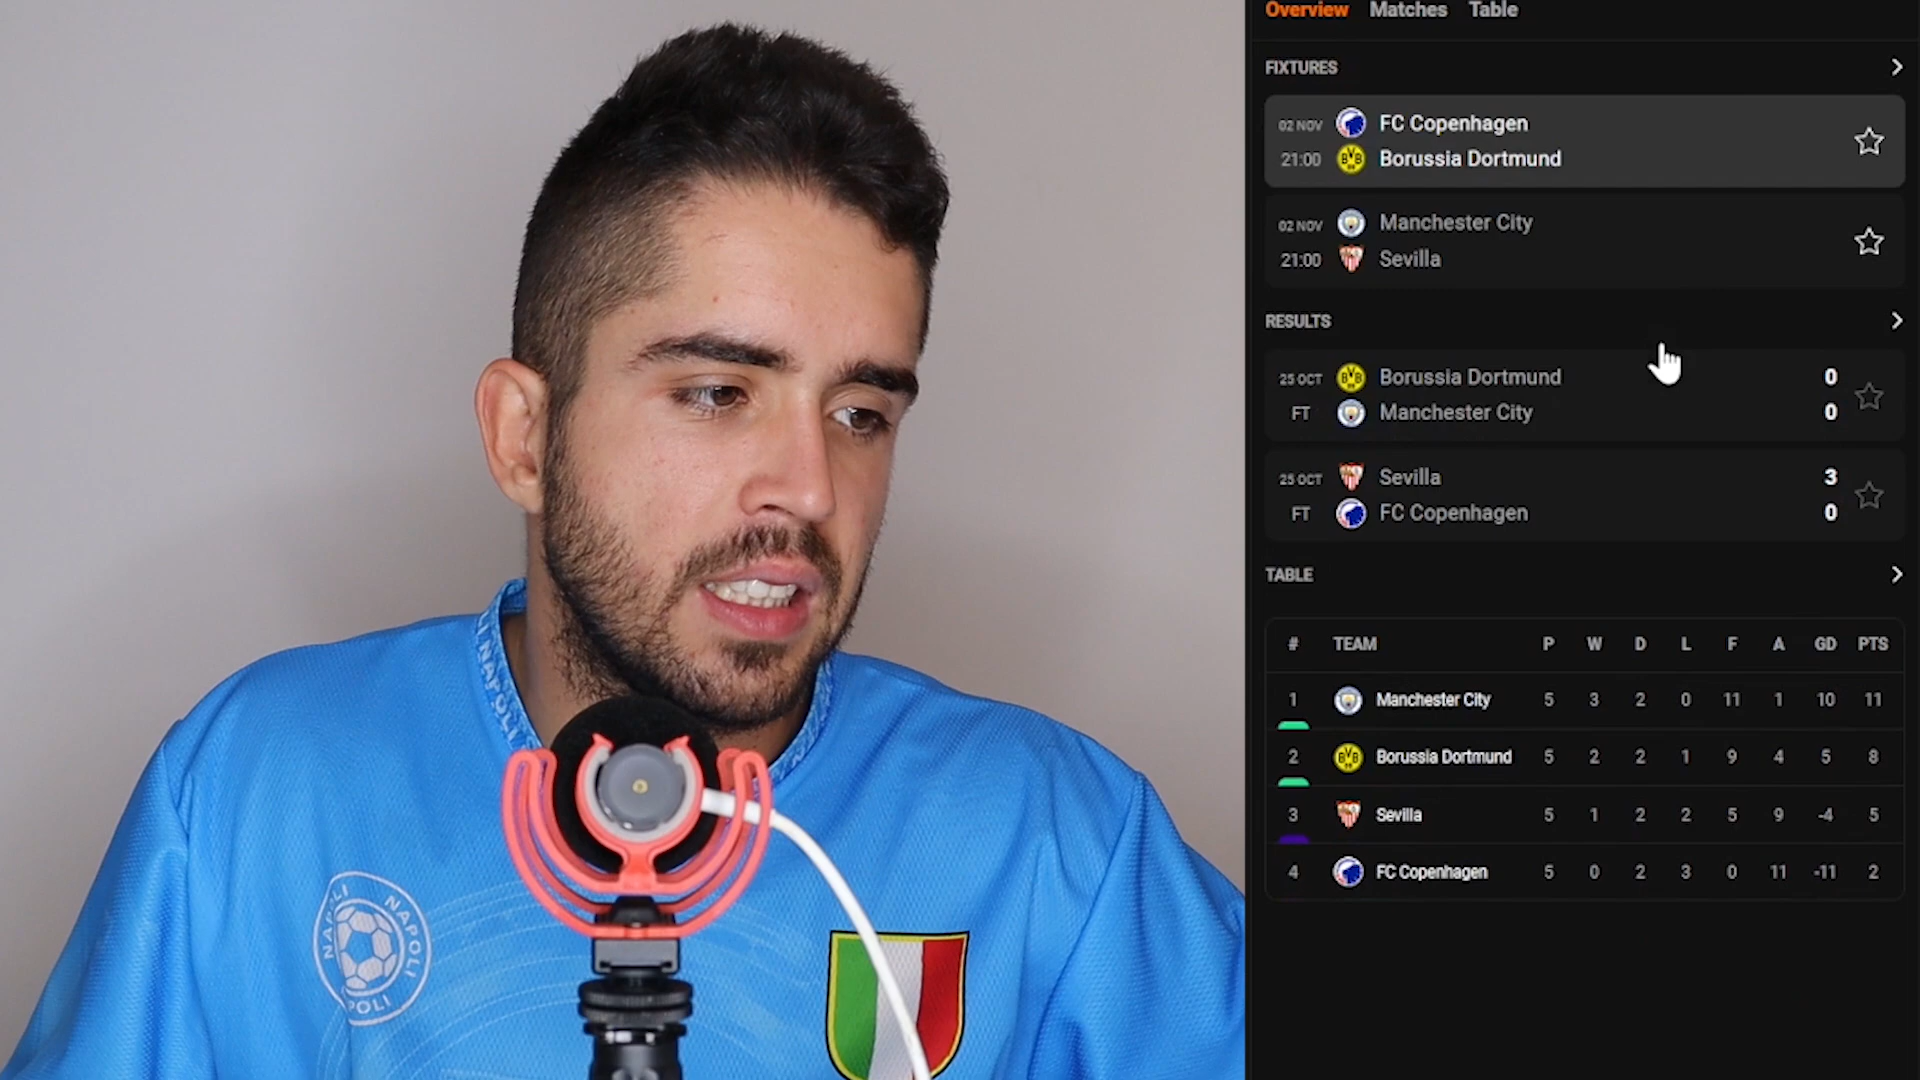 Overview Matches Table
FIXTURES
02 NOV FC Copenhagen
21:00 Borussia Dortmund
02 NOV Manchester City
21:00 Sevilla
RESULTS
25 OCT Borussia Dortmund 0
FT Manchester City 0
25 OCT Sevilla 3
FT FC Copenhagen 0
TABLE
# TEAM P W D L F A GD PTS
1 Manchester City 5 3 2 0 11 1 10 11
2 Borussia Dortmund 5 2 2 1 9 4 5 8
3 Sevilla 5 1 2 2 5 9 -4 5
4 FC Copenhagen 5 0 2 3 0 11 -11 2
NAPOLI
NAPOLI
NAPOLI